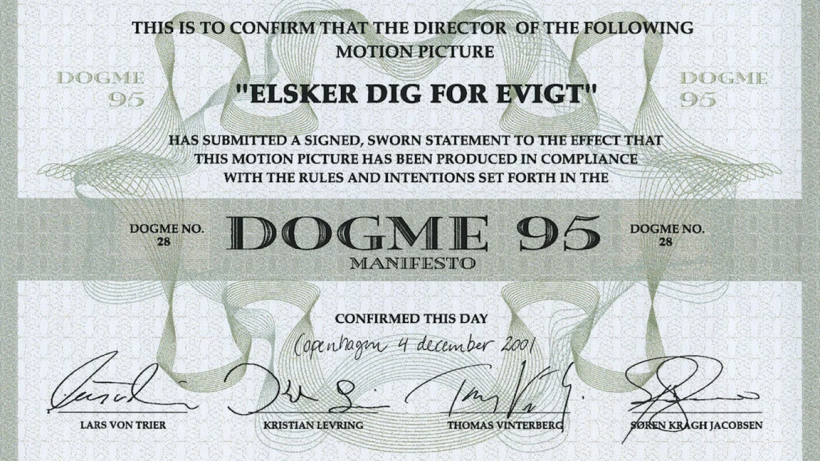 THIS IS TO CONFIRM THAT THE DIRECTOR OF THE FOLLOWING
MOTION PICTURE
DOGME
95
"ELSKER DIG FOR EVIGT"
DOGME
95
HAS SUBMITTED A SIGNED, SWORN STATEMENT TO THE EFFECT THAT
THIS MOTION PICTURE HAS BEEN PRODUCED IN COMPLIANCE
WITH THE RULES AND INTENTIONS SET FORTH IN THE
DOGME NO.
28
DOGME 95
MANIFESTO
DOGME NO.
28
CONFIRMED THIS DAY
Copenhagen 4 december 2001
LARS VON TRIER
KRISTIAN LEVRING
THOMAS VINTERBERG
SØREN KRAGH JACOBSEN